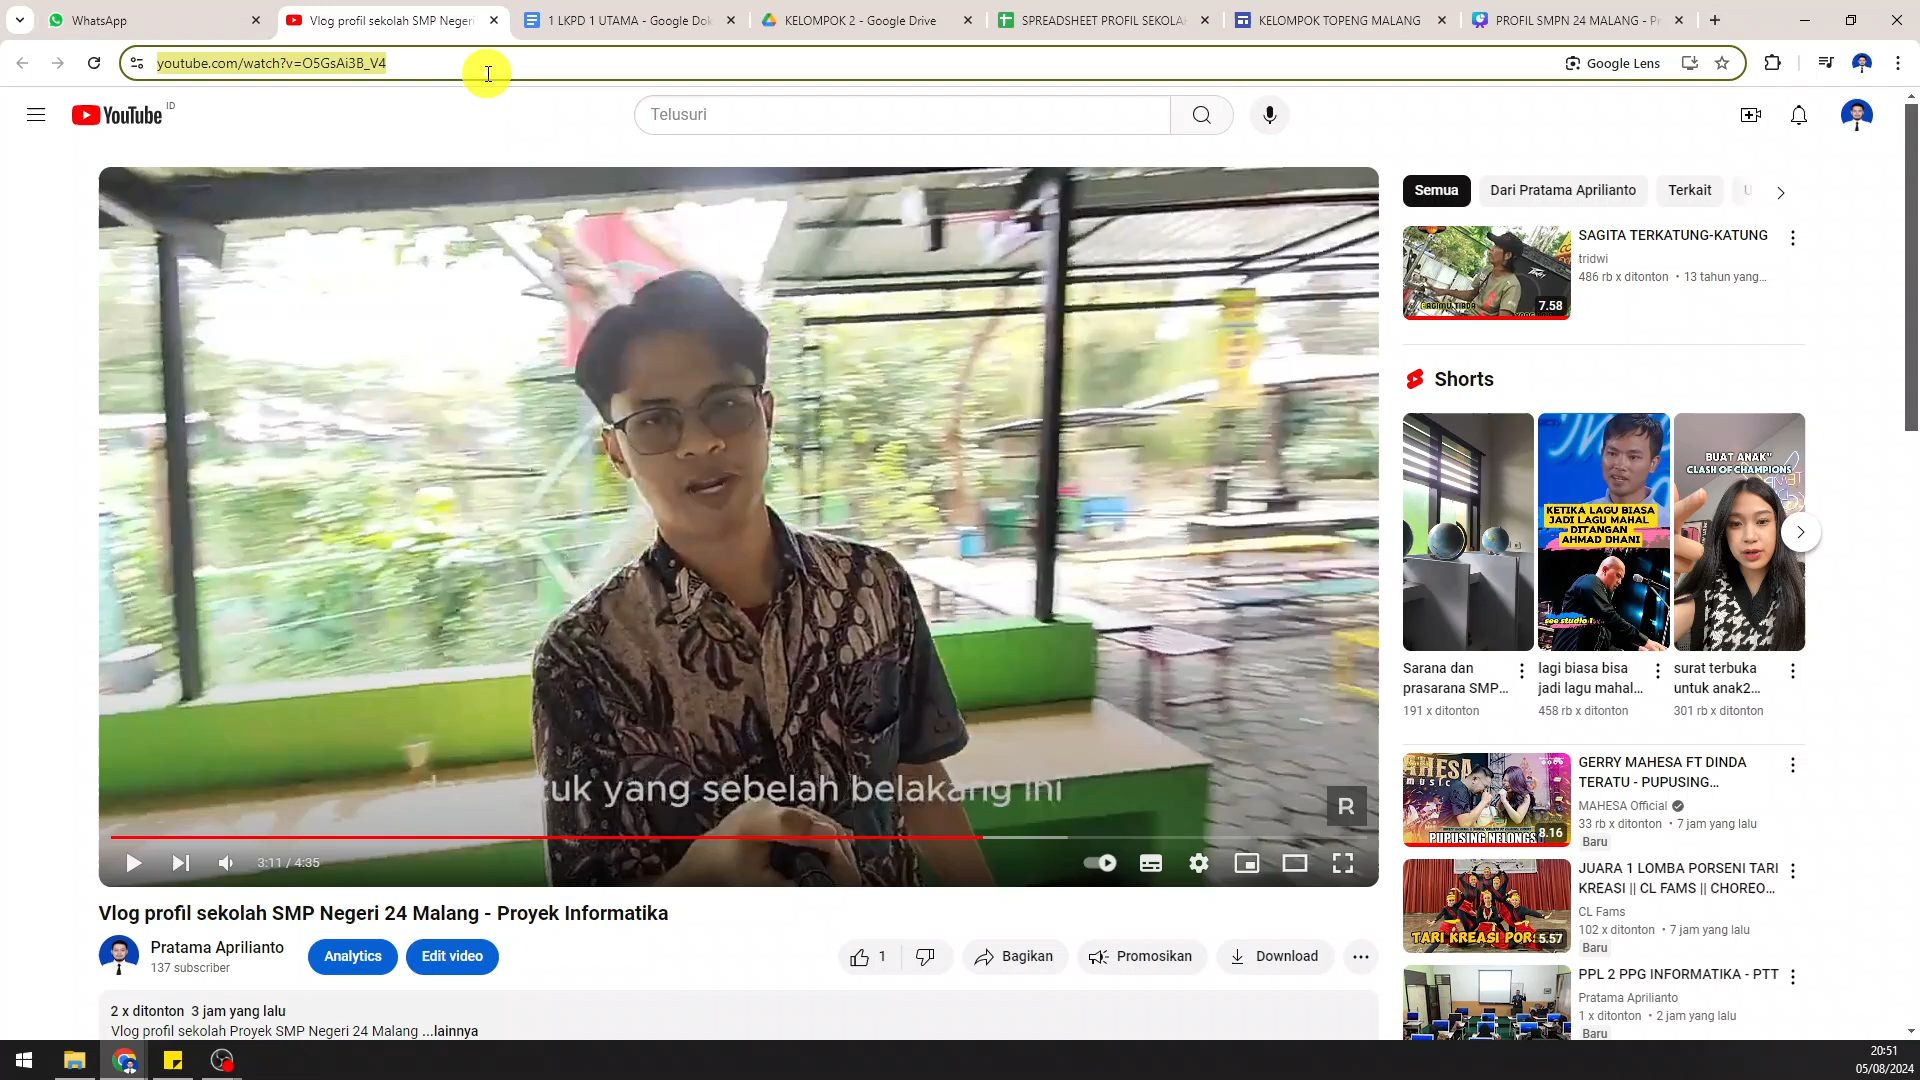 WhatsApp
Vlog profil sekolah SMP Negeri
1 LKPD 1 UTAMA - Google Dok
KELOMPOK 2 - Google Drive
SPREADSHEET PROFIL SEKOLA
KELOMPOK TOPENG MALANG
PROFIL SMPN 24 MALANG - Pr
youtube.com/watch?v=O5GsAi3B_V4
Google Lens
YouTube ID
Telusuri
Semua
Dari Pratama Aprilianto
Terkait
SAGITA TERKATUNG-KATUNG
tridwi
486 rb x ditonton • 13 tahun yang...
7.58
Shorts
BUAT ANAK"
CLASH OF CHAMPIONS
KETIKA LAGU BIASA
JADI LAGU MAHAL
DITANGAN
AHMAD DHANI
Sarana dan
prasarana SMP...
191 x ditonton
lagi biasa bisa
jadi lagu mahal...
458 rb x ditonton
surat terbuka
untuk anak2...
301 rb x ditonton
uk yang sebelah belakang ini
R
3:11 / 4:35
GERRY MAHESA FT DINDA
TERATU - PUPUSING...
MAHESA Official
33 rb x ditonton • 7 jam yang lalu
Baru
AHESA
MUSIC
PUPUSING NELONGS
8.16
JUARA 1 LOMBA PORSENI TARI
KREASI || CL FAMS || CHOREO...
CL Fams
102 x ditonton • 7 jam yang lalu
Baru
TARI KREASI POR
5.57
PPL 2 PPG INFORMATIKA - PTT
Pratama Aprilianto
1 x ditonton • 2 jam yang lalu
Baru
Vlog profil sekolah SMP Negeri 24 Malang - Proyek Informatika
Pratama Aprilianto
137 subscriber
Analytics
Edit video
1
Bagikan
Promosikan
Download
2 x ditonton 3 jam yang lalu
Vlog profil sekolah Proyek SMP Negeri 24 Malang ...lainnya
20:51
05/08/2024